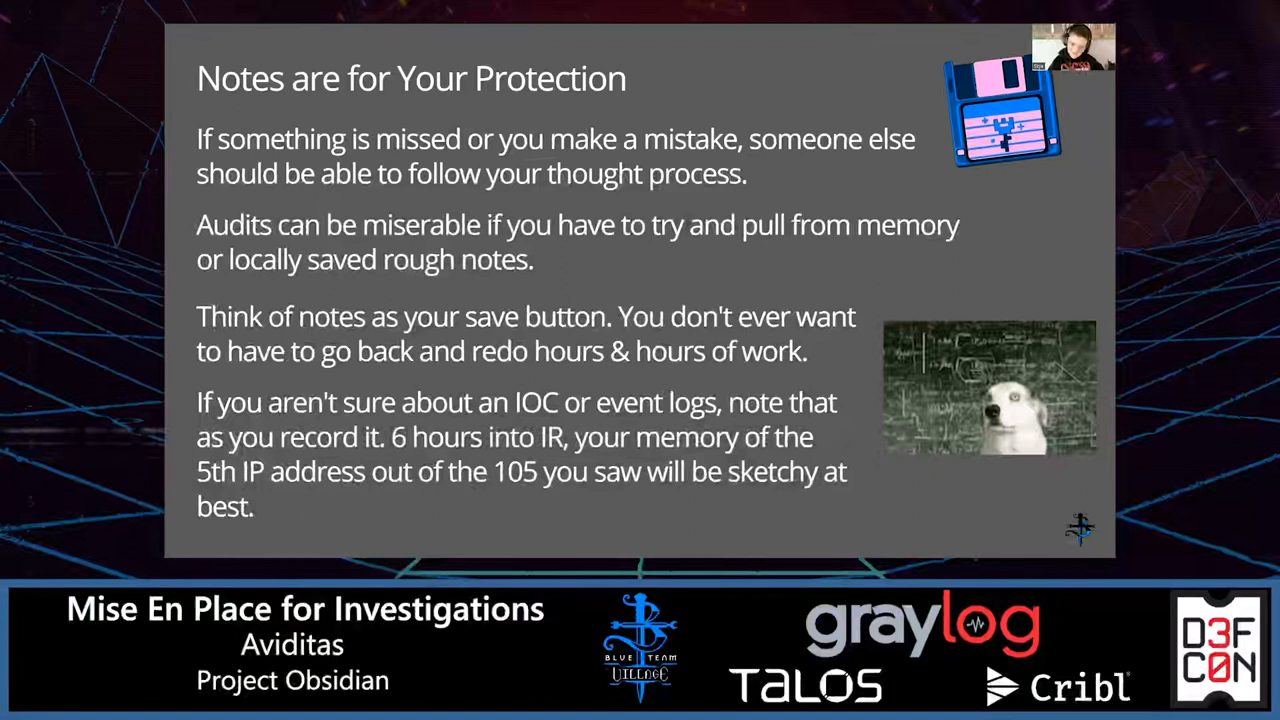 Notes are for Your Protection
If something is missed or you make a mistake, someone else
should be able to follow your thought process.
Audits can be miserable if you have to try and pull from memory
or locally saved rough notes.
Think of notes as your save button. You don't ever want
to have to go back and redo hours & hours of work.
If you aren't sure about an IOC or event logs, note that
as you record it. 6 hours into IR, your memory of the
5th IP address out of the 105 you saw will be sketchy at
best.
Mise En Place for Investigations
Aviditas
Project Obsidian
BLUE TEAM
VILLAGE
graylog
TALOS
Cribl
D3F
C0N